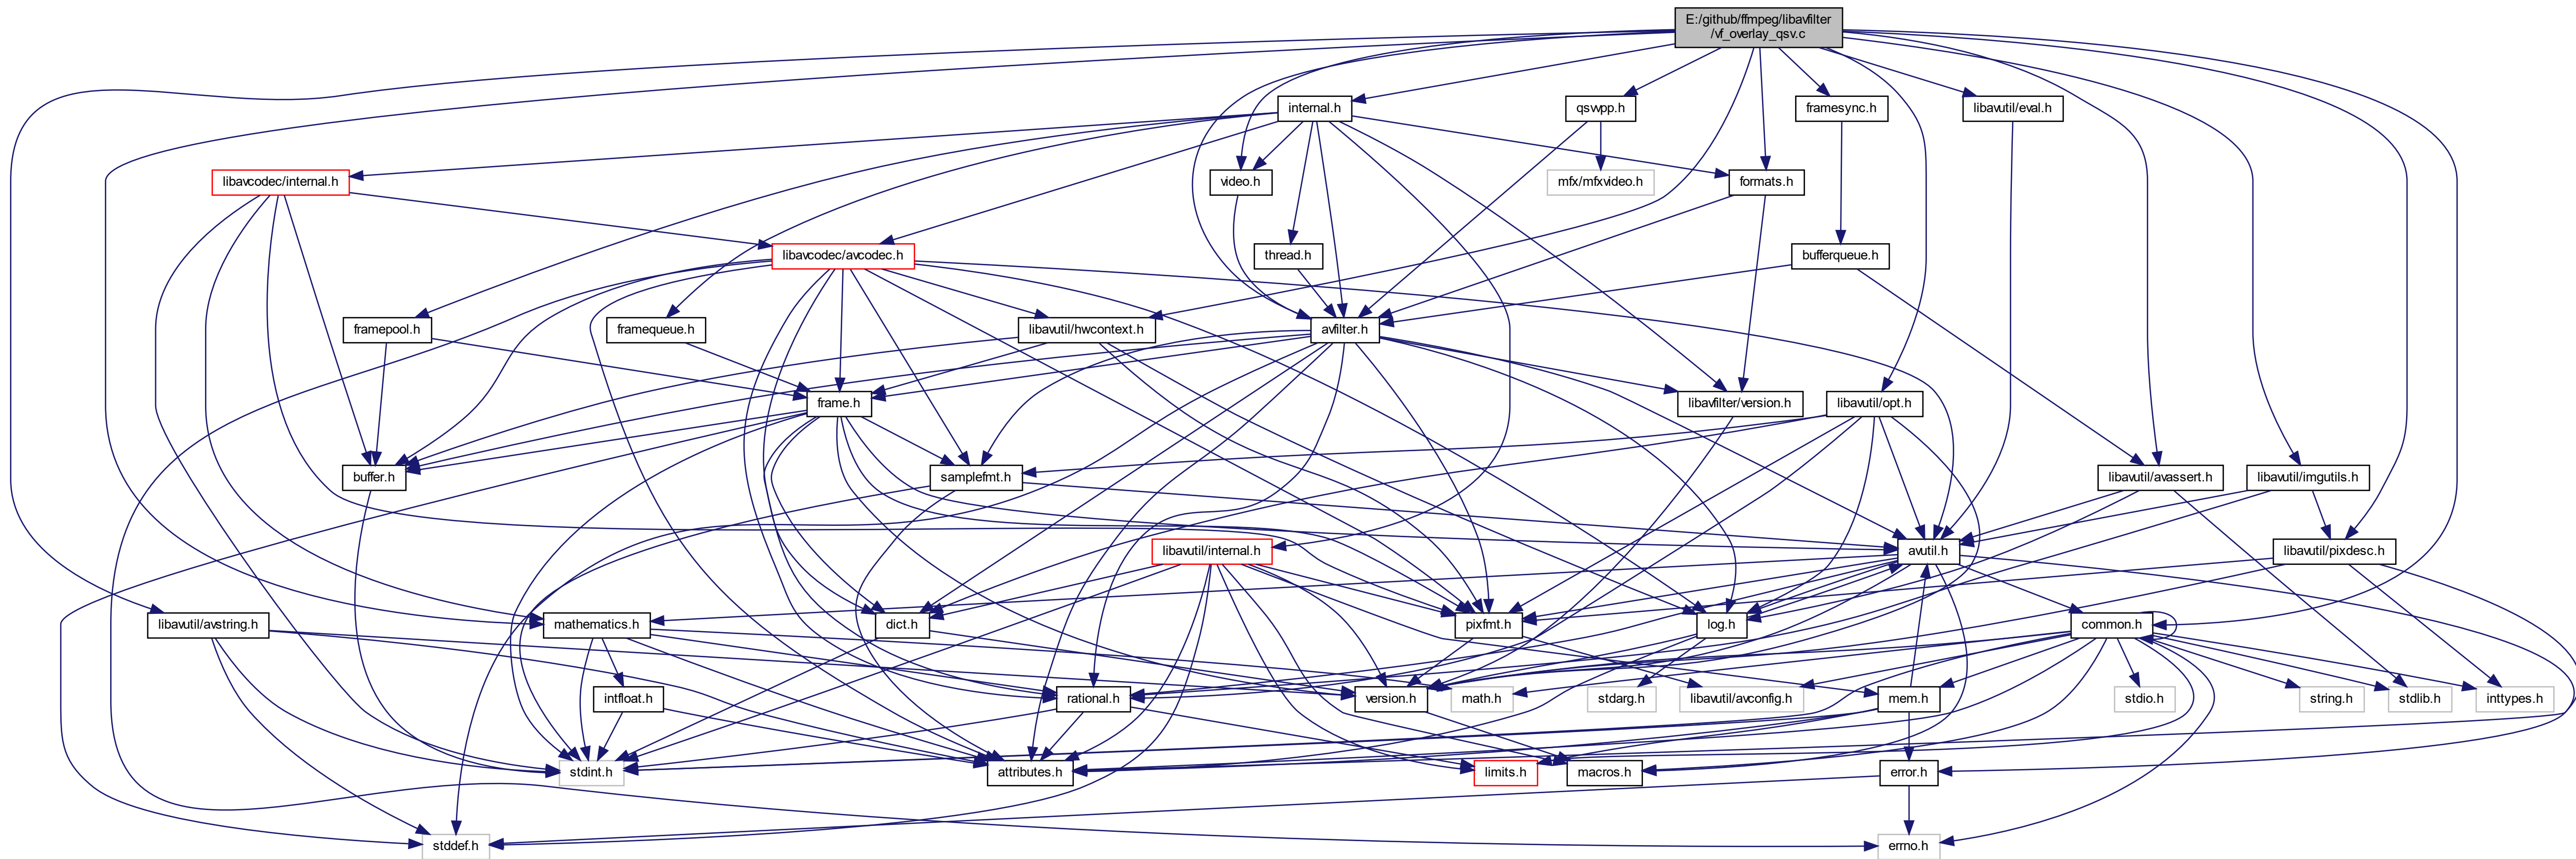 E:/github/ffmpeg/libavfilter
/vf_overlay_qsv.c
internal.h
qsvvpp.h
framesync.h
libavutil/eval.h
libavcodec/internal.h
video.h
mfx/mfxvideo.h
formats.h
libavcodec/avcodec.h
thread.h
bufferqueue.h
framepool.h
framequeue.h
libavutil/hwcontext.h
avfilter.h
frame.h
libavfilter/version.h
libavutil/opt.h
buffer.h
samplefmt.h
libavutil/avassert.h
libavutil/imgutils.h
libavutil/internal.h
avutil.h
libavutil/pixdesc.h
libavutil/avstring.h
mathematics.h
dict.h
pixfmt.h
log.h
common.h
intfloat.h
rational.h
version.h
math.h
stdarg.h
libavutil/avconfig.h
mem.h
stdio.h
string.h
stdlib.h
inttypes.h
stdint.h
attributes.h
limits.h
macros.h
error.h
stddef.h
errno.h